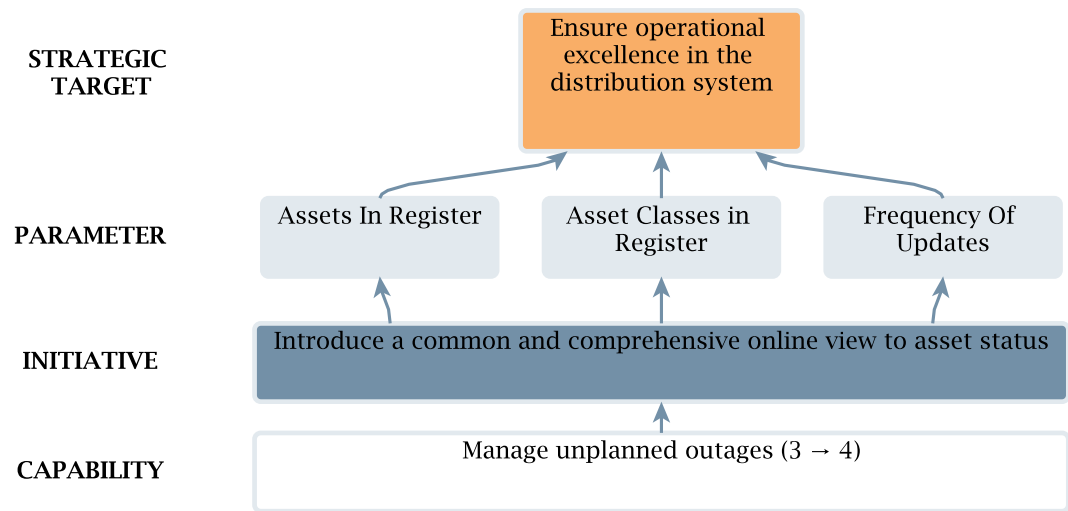 STRATEGIC
TARGET
Ensure operational
excellence in the
distribution system
PARAMETER
Assets In Register
Asset Classes in
Register
Frequency Of
Updates
INITIATIVE
Introduce a common and comprehensive online view to asset status
CAPABILITY
Manage unplanned outages (3 → 4)